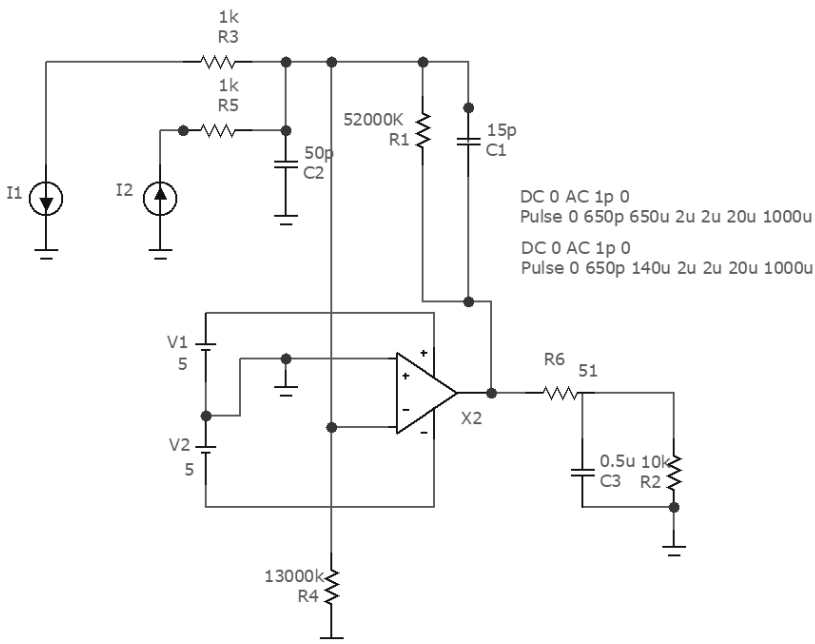 1k
R3
1k
R5
52000K
R1
15p
C1
50p
C2
I1
I2
DC 0 AC 1p 0
Pulse 0 650p 650u 2u 2u 20u 1000u
DC 0 AC 1p 0
Pulse 0 650p 140u 2u 2u 20u 1000u
V1
5
+
+
-
-
X2
R6
51
V2
5
0.5u
C3
10k
R2
13000k
R4